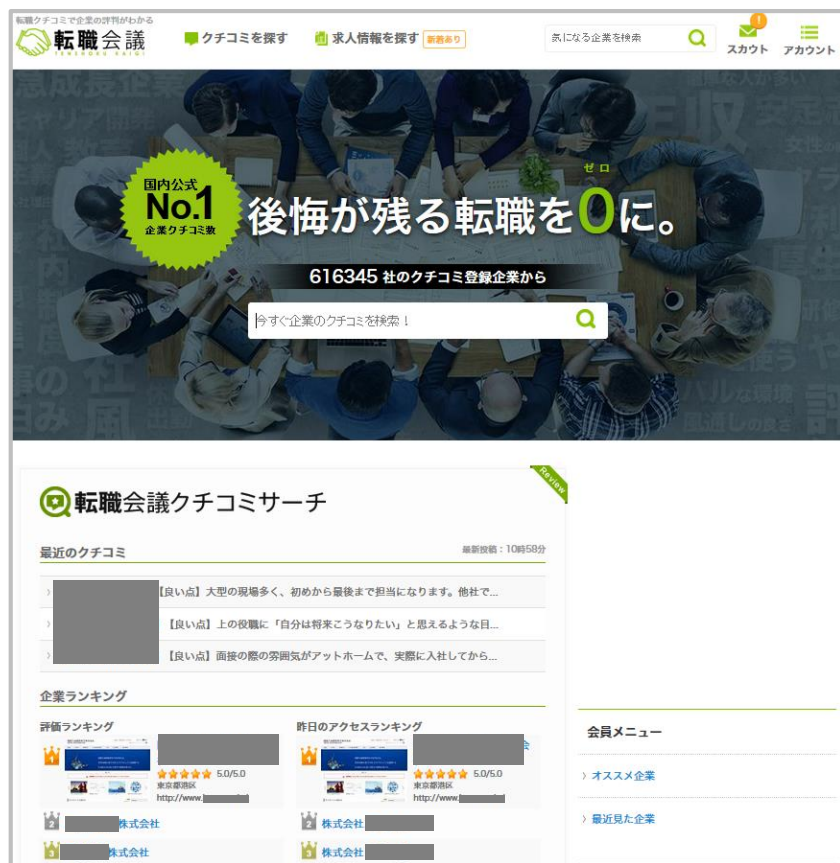 転職クチコミで企業の評判がわかる
転職会議
TENSHOKU KAIGI
クチコミを探す
求人情報を探す
新着あり
気になる企業を検索
スカウト
アカウント
国内公式
No.1
企業クチコミ数
ゼロ
後悔が残る転職を0に。
616345 社のクチコミ登録企業から
今すぐ企業のクチコミを検索！
Review
転職会議クチコミサーチ
最近のクチコミ
最新投稿：10時58分
【良い点】大型の現場多く、初めから最後まで担当になります。他社で...
【良い点】上の役職に「自分は将来こうなりたい」と思えるような目...
【良い点】面接の際の雰囲気がアットホームで、実際に入社してから...
企業ランキング
評価ランキング
1
5.0/5.0
東京都港区
http://www.
2 株式会社
3 株式会社
昨日のアクセスランキング
1
5.0/5.0
東京都港区
http://www.
2 株式会社
3 株式会社
会員メニュー
オススメ企業
最近見た企業